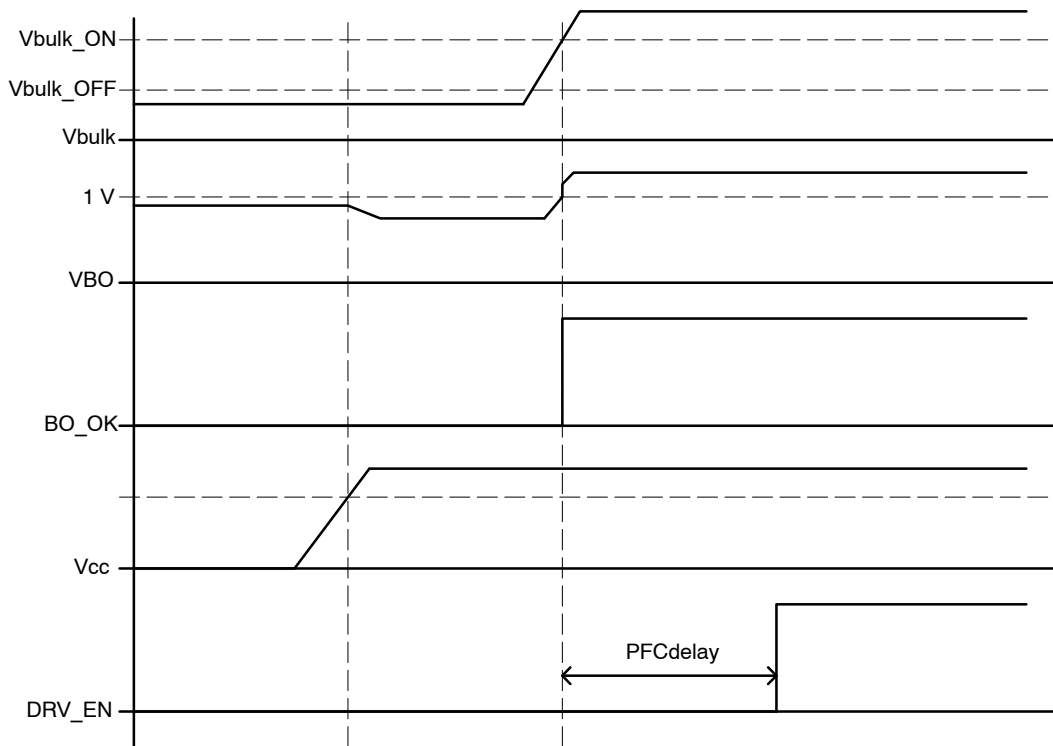 Vbulk_ON
Vbulk_OFF
Vbulk
1 V
VBO
BO_OK
Vcc
PFCdelay
DRV_EN